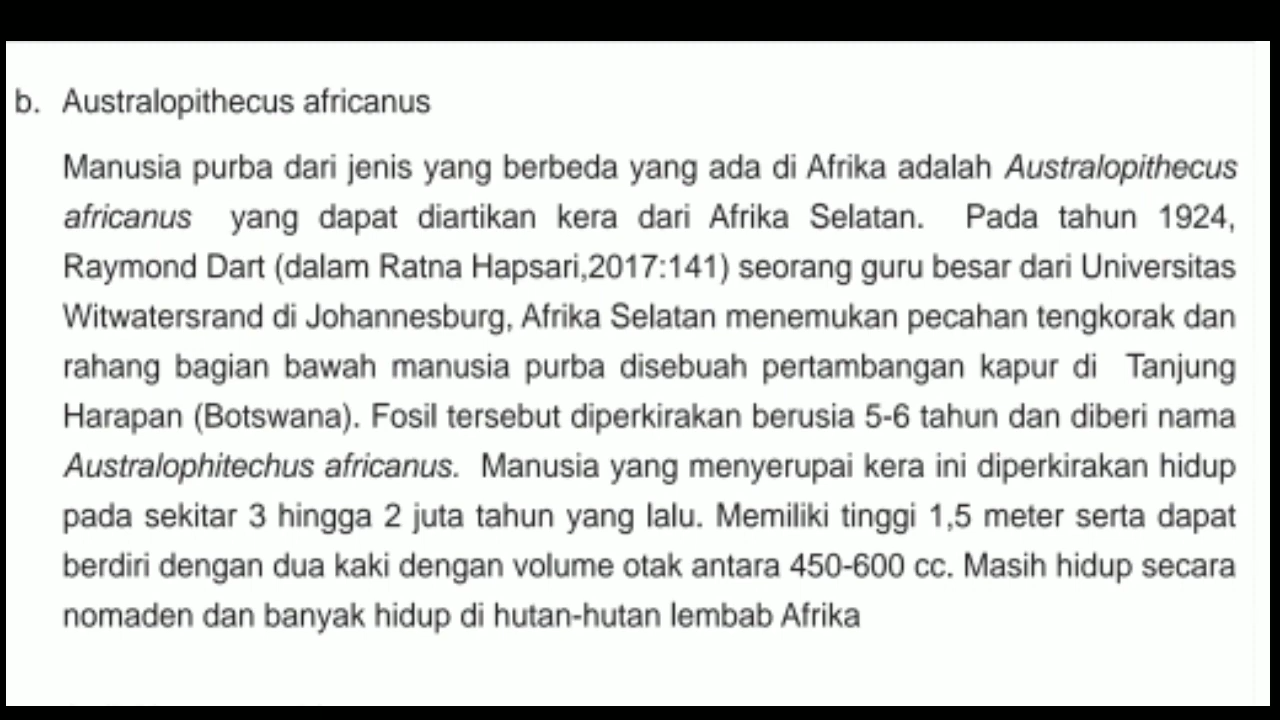 b. Australopithecus africanus
Manusia purba dari jenis yang berbeda yang ada di Afrika adalah Australopithecus
africanus yang dapat diartikan kera dari Afrika Selatan. Pada tahun 1924,
Raymond Dart (dalam Ratna Hapsari,2017:141) seorang guru besar dari Universitas
Witwatersrand di Johannesburg, Afrika Selatan menemukan pecahan tengkorak dan
rahang bagian bawah manusia purba disebuah pertambangan kapur di Tanjung
Harapan (Botswana). Fosil tersebut diperkirakan berusia 5-6 tahun dan diberi nama
Australophitechus africanus. Manusia yang menyerupai kera ini diperkirakan hidup
pada sekitar 3 hingga 2 juta tahun yang lalu. Memiliki tinggi 1,5 meter serta dapat
berdiri dengan dua kaki dengan volume otak antara 450-600 cc. Masih hidup secara
nomaden dan banyak hidup di hutan-hutan lembab Afrika